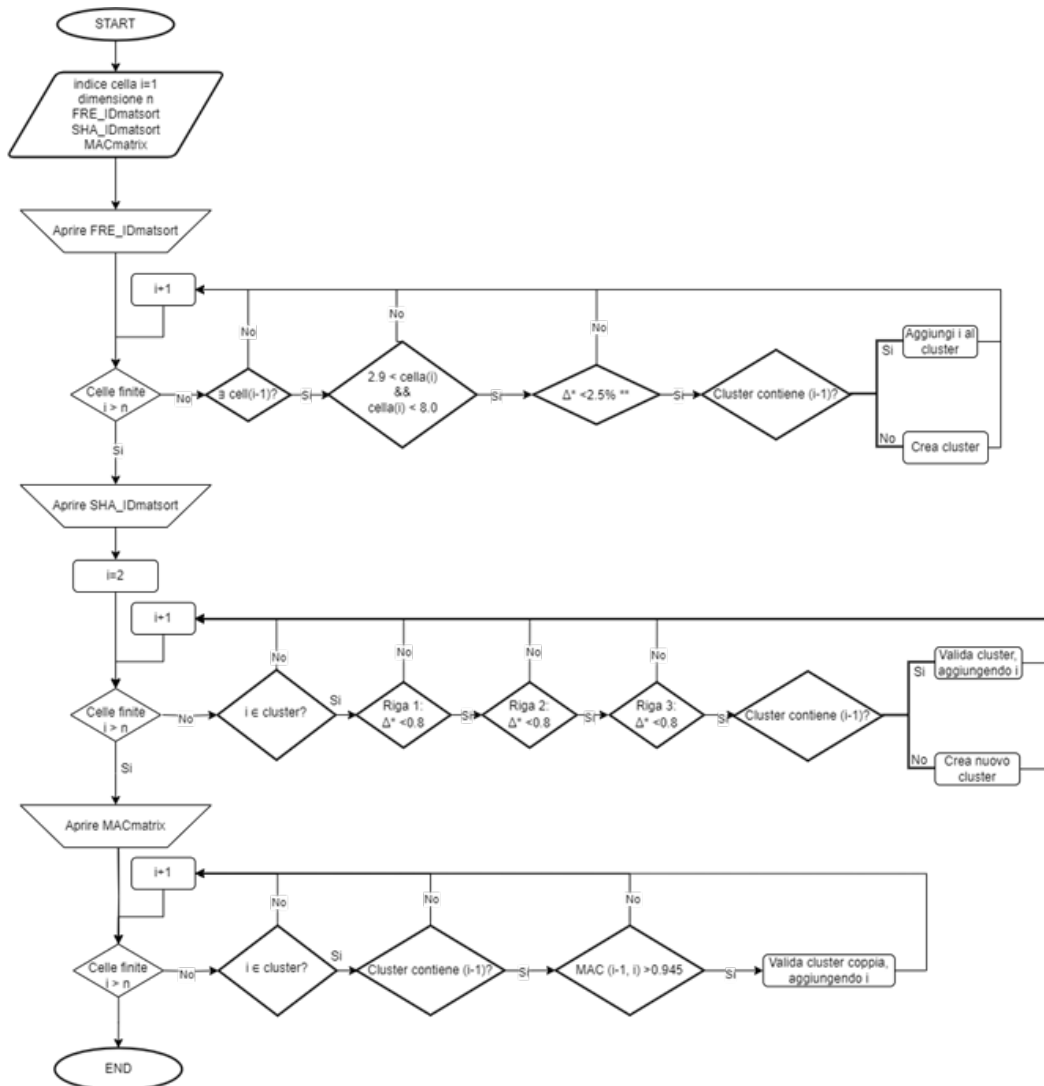 START
indice cella i=1
dimensione n
FRE_IDmatsort
SHA_IDmatsort
MACmatrix
Aprire FRE_IDmatsort
i+1
No
No
No
Celle finite
i > n
No
∃ cell(i-1)?
Si
2.9 < cella(i)
&&
cella(i) < 8.0
Si
Δ* <2.5% **
Si
Cluster contiene (i-1)?
Si
Aggiungi i al
cluster
No
Crea cluster
Si
Aprire SHA_IDmatsort
i=2
i+1
No
No
No
No
Celle finite
i > n
No
i ∈ cluster?
Si
Riga 1:
Δ* <0.8
Si
Riga 2:
Δ* <0.8
Si
Riga 3:
Δ* <0.8
Si
Cluster contiene (i-1)?
Si
Valida cluster,
aggiungendo i
No
Crea nuovo
cluster
Si
Aprire MACmatrix
i+1
No
No
No
Celle finite
i > n
No
i ∈ cluster?
Si
Cluster contiene (i-1)?
Si
MAC (i-1, i) >0.945
Si
Valida cluster coppia,
aggiungendo i
END